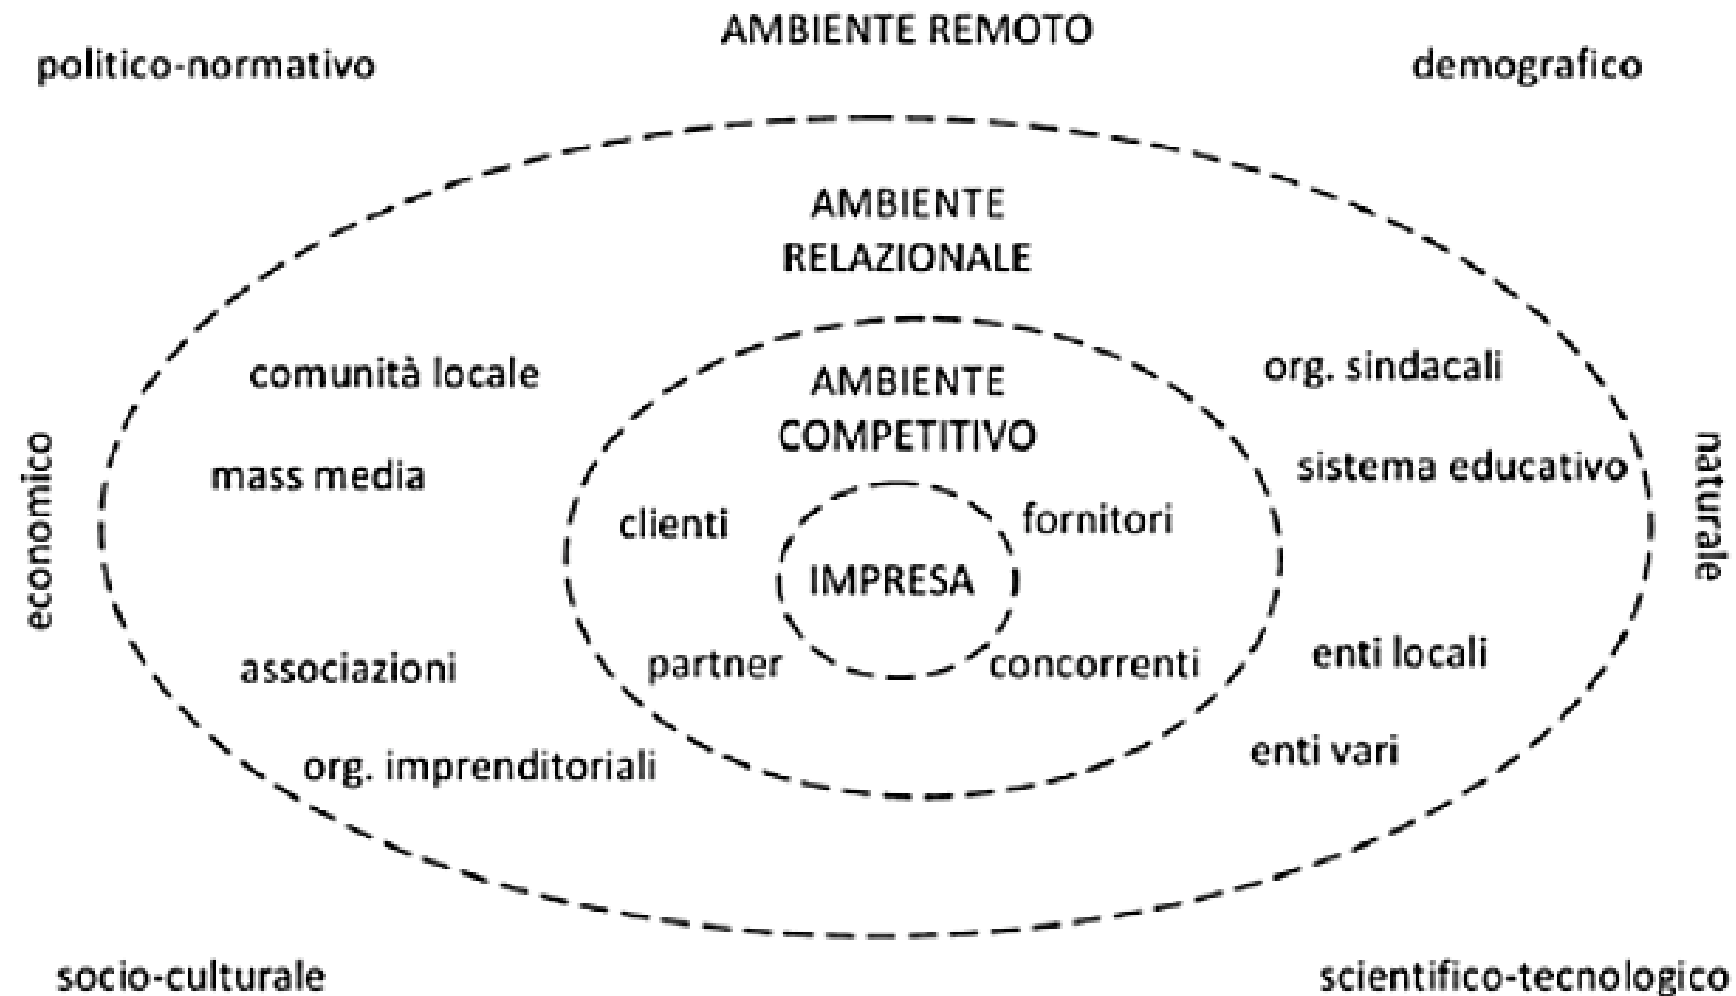 AMBIENTE REMOTO
politico-normativo
demografico
AMBIENTE
RELAZIONALE
comunità locale
org. sindacali
AMBIENTE
COMPETITIVO
mass media
sistema educativo
economico
naturale
clienti
fornitori
IMPRESA
associazioni
partner
concorrenti
enti locali
org. imprenditoriali
enti vari
socio-culturale
scientifico-tecnologico